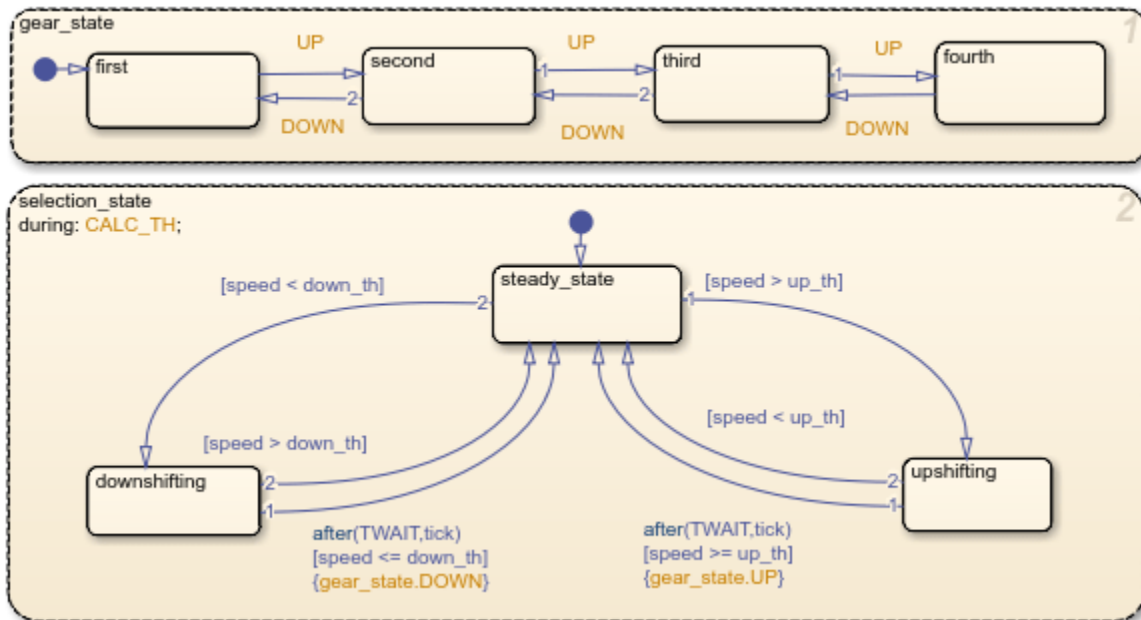 gear_state
1
first
UP
second
UP
third
UP
fourth
1
1
2
2
DOWN
DOWN
DOWN
selection_state
2
during: CALC_TH;
steady_state
[speed < down_th]
2
1
[speed > up_th]
[speed > down_th]
[speed < up_th]
downshifting
2
1
2
1
upshifting
after(TWAIT,tick)
[speed <= down_th]
{gear_state.DOWN}
after(TWAIT,tick)
[speed >= up_th]
{gear_state.UP}